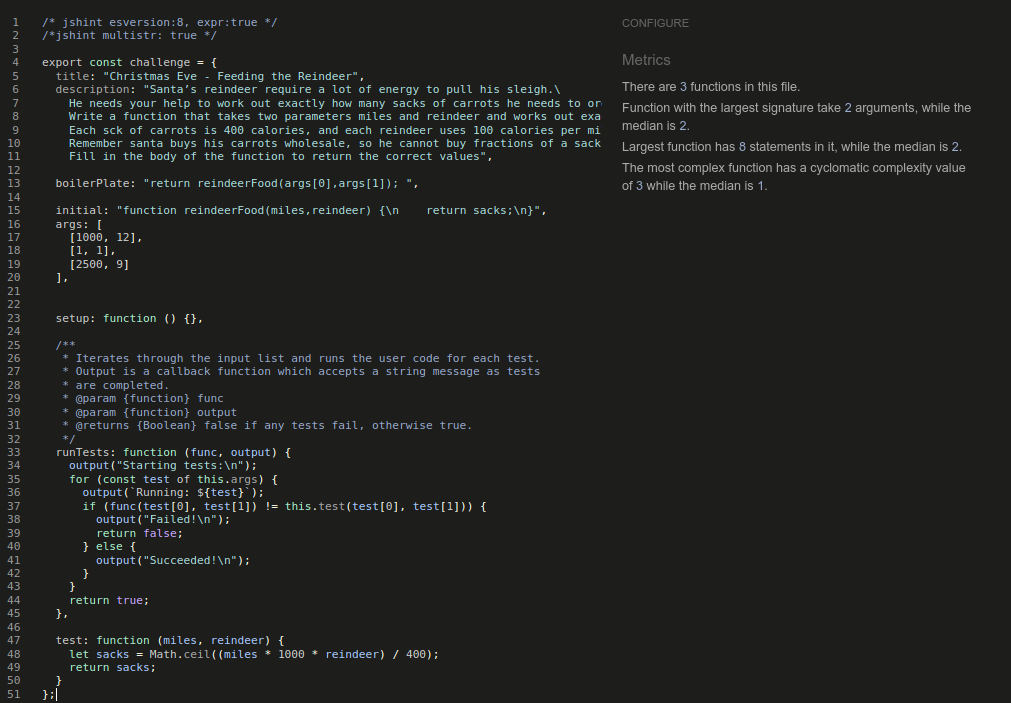 1 /* jshint esversion:8, expr:true */
2 /*jshint multistr: true */
3
4 export const challenge = {
5   title: "Christmas Eve - Feeding the Reindeer",
6   description: "Santa’s reindeer require a lot of energy to pull his sleigh.\
7     He needs your help to work out exactly how many sacks of carrots he needs to or
8     Write a function that takes two parameters miles and reindeer and works out exa
9     Each sck of carrots is 400 calories, and each reindeer uses 100 calories per mi
10     Remember santa buys his carrots wholesale, so he cannot buy fractions of a sack
11     Fill in the body of the function to return the correct values",
12
13   boilerPlate: "return reindeerFood(args[0],args[1]); ",
14
15   initial: "function reindeerFood(miles,reindeer) {\n    return sacks;\n}",
16   args: [
17     [1000, 12],
18     [1, 1],
19     [2500, 9]
20   ],
21
22
23   setup: function () {},
24
25   /**
26    * Iterates through the input list and runs the user code for each test.
27    * Output is a callback function which accepts a string message as tests
28    * are completed.
29    * @param {function} func
30    * @param {function} output
31    * @returns {Boolean} false if any tests fail, otherwise true.
32    */
33   runTests: function (func, output) {
34     output("Starting tests:\n");
35     for (const test of this.args) {
36       output(`Running: ${test}`);
37       if (func(test[0], test[1]) != this.test(test[0], test[1])) {
38         output("Failed!\n");
39         return false;
40       } else {
41         output("Succeeded!\n");
42       }
43     }
44     return true;
45   },
46
47   test: function (miles, reindeer) {
48     let sacks = Math.ceil((miles * 1000 * reindeer) / 400);
49     return sacks;
50   }
51 };
CONFIGURE
Metrics
There are 3 functions in this file.
Function with the largest signature take 2 arguments, while the
median is 2.
Largest function has 8 statements in it, while the median is 2.
The most complex function has a cyclomatic complexity value
of 3 while the median is 1.